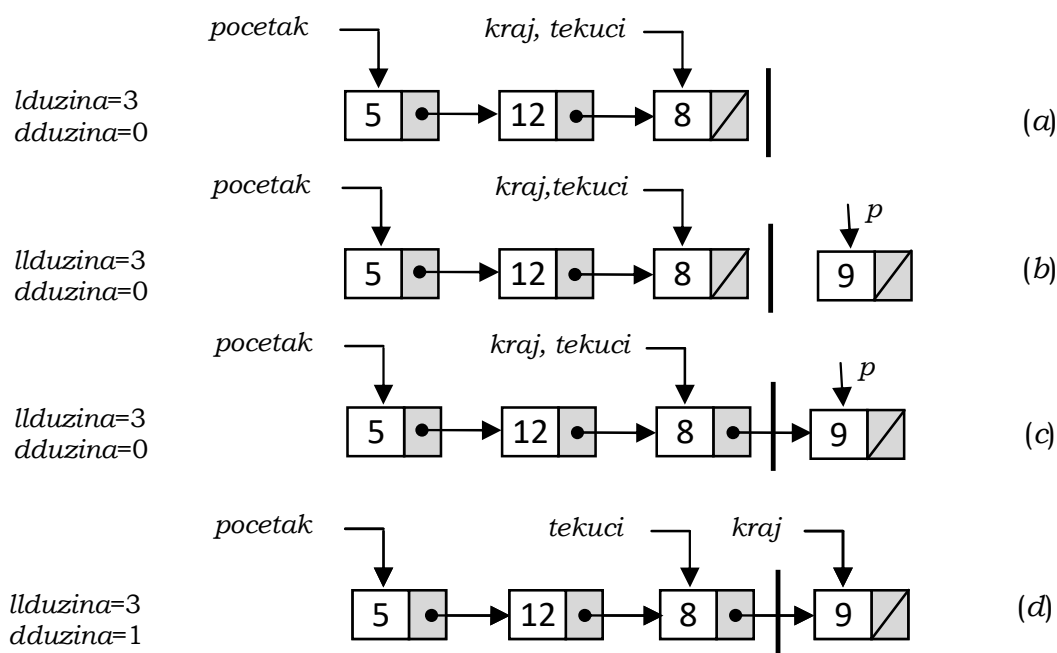 pocetak kraj, tekuci
lduzina=3
dduzina=0
5 12 8
(a)
pocetak kraj,tekuci p
llduzina=3
dduzina=0
5 12 8 9
(b)
pocetak kraj, tekuci p
llduzina=3
dduzina=0
5 12 8 9
(c)
pocetak tekuci kraj
llduzina=3
dduzina=1
5 12 8 9
(d)